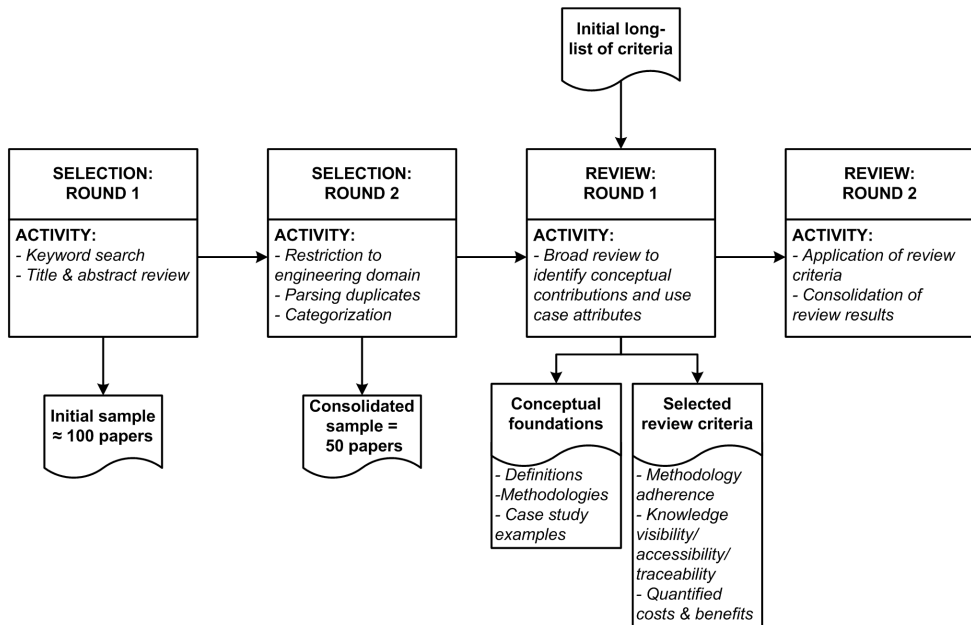 Initial long-
list of criteria
SELECTION:
ROUND 1
ACTIVITY:
- Keyword search
- Title & abstract review
Initial sample
≈ 100 papers
SELECTION:
ROUND 2
ACTIVITY:
- Restriction to
engineering domain
- Parsing duplicates
- Categorization
Consolidated
sample =
50 papers
REVIEW:
ROUND 1
ACTIVITY:
- Broad review to
identify conceptual
contributions and use
case attributes
Conceptual
foundations
- Definitions
-Methodologies
- Case study
examples
Selected
review criteria
- Methodology
adherence
- Knowledge
visibility/
accessibility/
traceability
- Quantified
costs & benefits
REVIEW:
ROUND 2
ACTIVITY:
- Application of review
criteria
- Consolidation of
review results